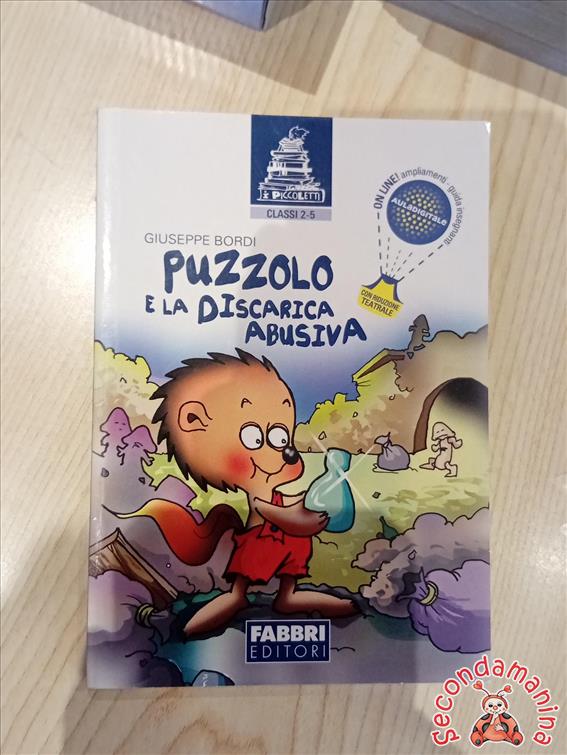 I PICCOLETTI
CLASSI 2-5
ON LINE! ampliamenti - guida insegnanti
AULADIGITALE
CON RIDUZIONE
TEATRALE
GIUSEPPE BORDI
PUZZOLO
E LA DISCARICA
ABUSIVA
FABBRI
EDITORI
Secondamanina